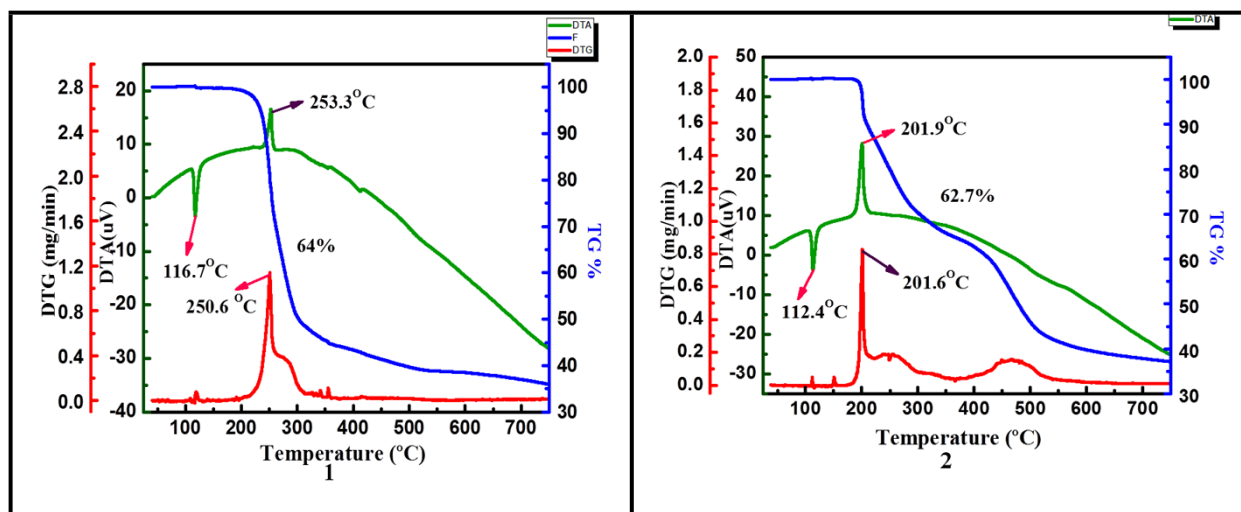 DTA
F
DTG
2.8
2.4
2.0
1.6
1.2
0.8
0.4
0.0
DTG (mg/min)
20
10
0
-10
-20
-30
-40
DTA(uV)
253.3°C
116.7°C
64%
250.6 °C
100
90
80
70
60
50
40
30
TG %
100 200 300 400 500 600 700
Temperature (ºC)
1
DTA
2.0
1.8
1.6
1.4
1.2
1.0
0.8
0.6
0.4
0.2
0.0
DTG (mg/min)
50
40
30
20
10
0
-10
-20
-30
DTA(uV)
201.9°C
62.7%
112.4°C
201.6°C
100
90
80
70
60
50
40
30
TG %
100 200 300 400 500 600 700
Temperature (ºC)
2